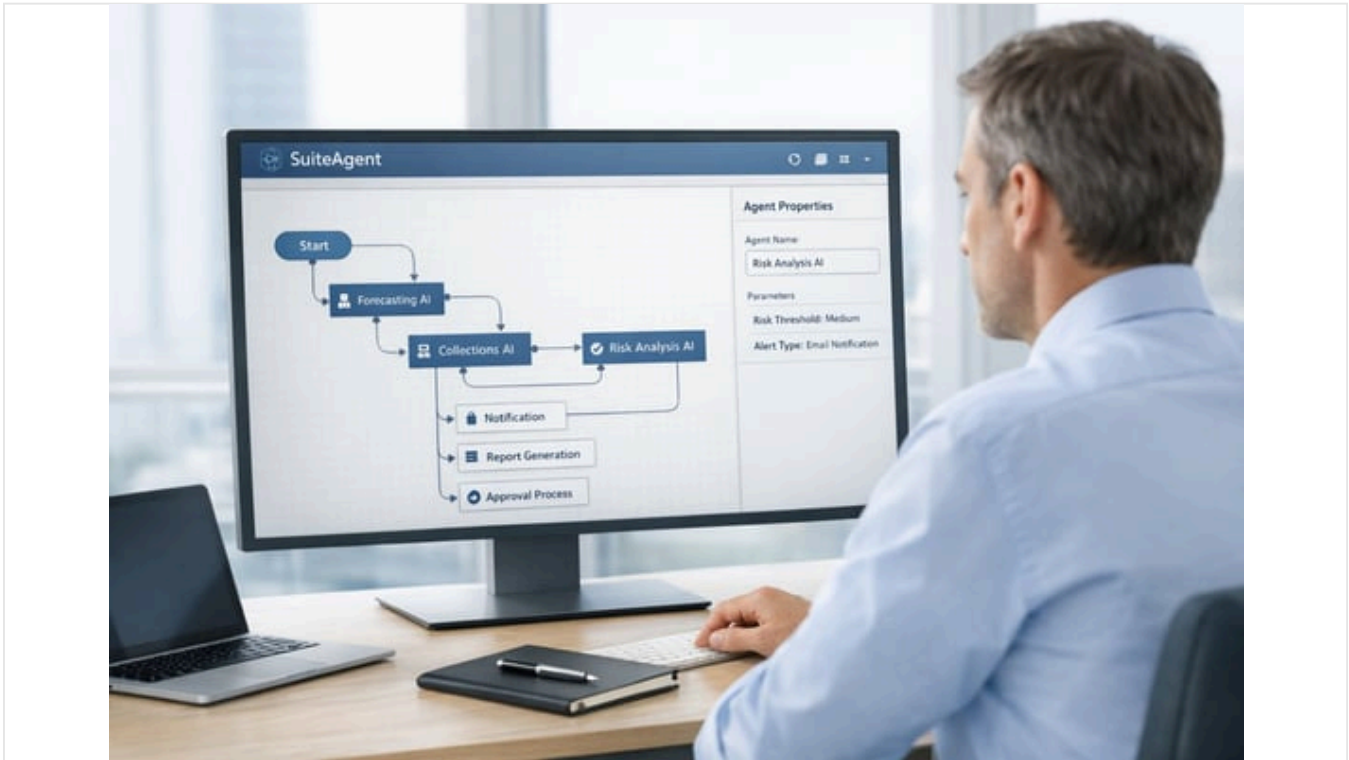 SuiteAgent
Start
Forecasting AI
Collections AI
Risk Analysis AI
Notification
Report Generation
Approval Process
Agent Properties
Agent Name:
Risk Analysis AI
Parameters
Risk Threshold: Medium
Alert Type: Email Notification